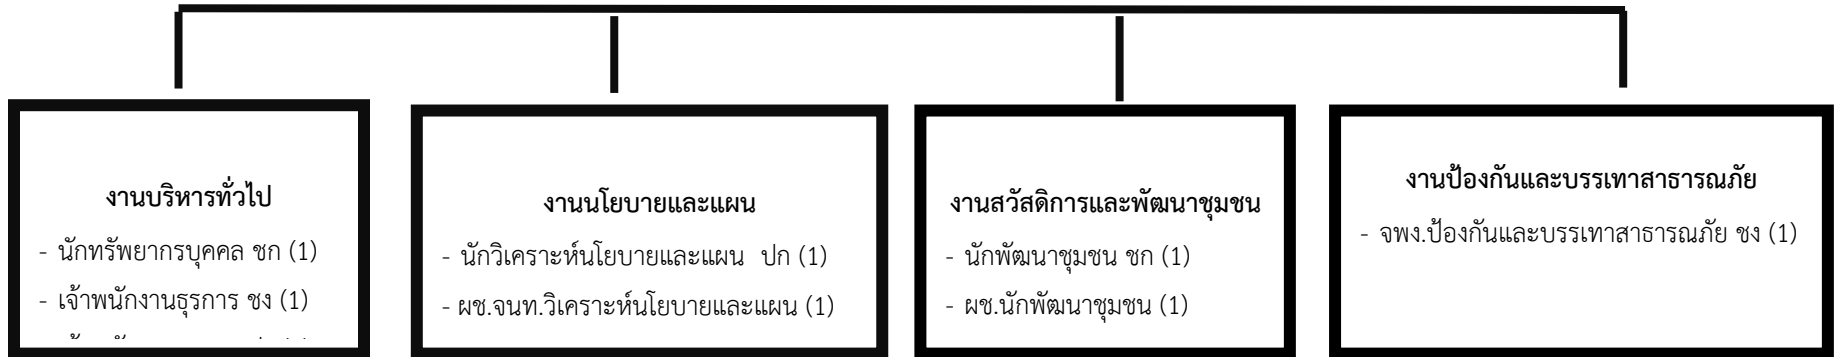 งานบริหารทั่วไป
- นักทรัพยากรบุคคล ชก (1)
- เจ้าพนักงานธุรการ ชง (1)
งานนโยบายและแผน
- นักวิเคราะห์นโยบายและแผน ปก (1)
- ผช.จนท.วิเคราะห์นโยบายและแผน (1)
งานสวัสดิการและพัฒนาชุมชน
- นักพัฒนาชุมชน ชก (1)
- ผช.นักพัฒนาชุมชน (1)
งานป้องกันและบรรเทาสาธารณภัย
- จพง.ป้องกันและบรรเทาสาธารณภัย ชง (1)